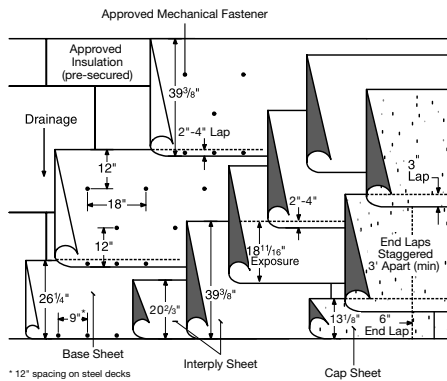 Approved Mechanical Fastener
Approved
Insulation
(pre-secured)
39³/₈"
Drainage
2"-4" Lap
12"
3"
Lap
18"
2"-4"
12"
18¹¹/₁₆"
Exposure
End Laps
Staggered
3' Apart (min)
26¹/₄"
39³/₈"
20²/₃"
9"*
13¹/₈"
6"
End Lap
Base Sheet
Interply Sheet
Cap Sheet
* 12" spacing on steel decks